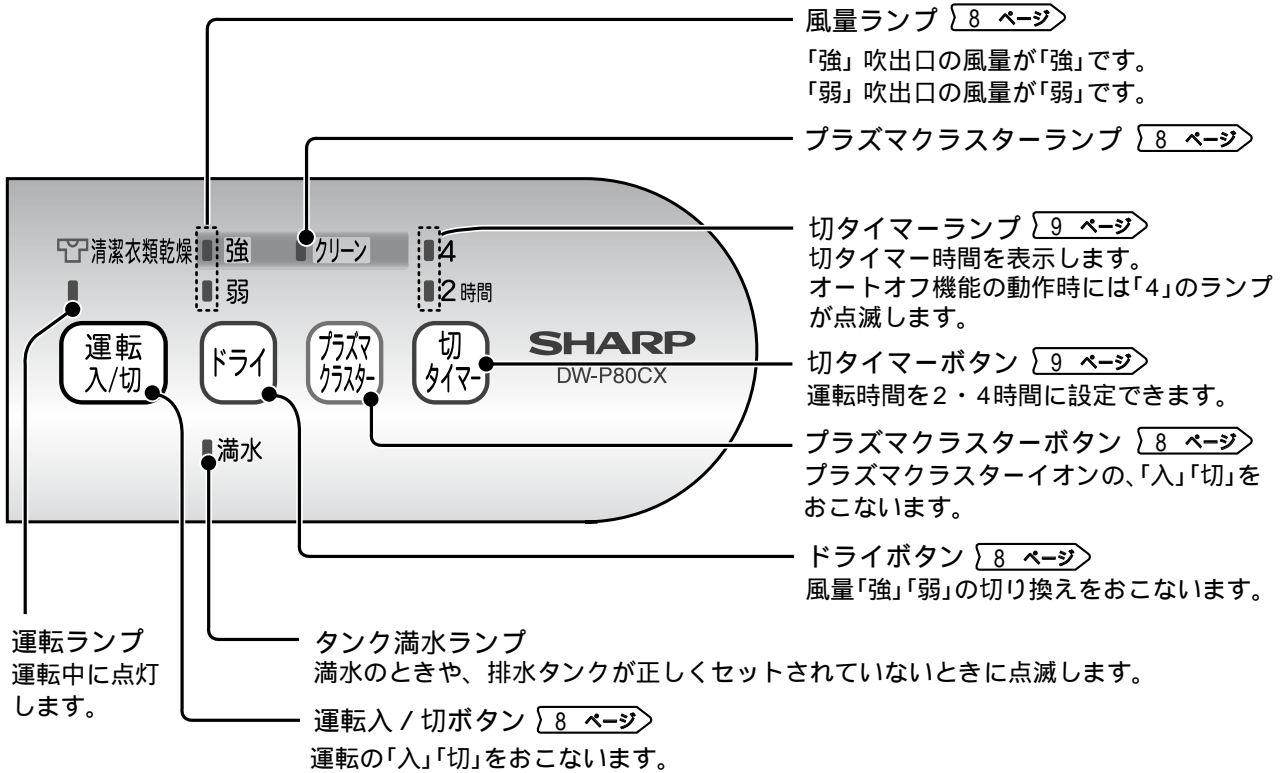 風量ランプ 8 ページ
「強」 吹出口の風量が「強」です。
「弱」 吹出口の風量が「弱」です。
プラズマクラスターランプ 8 ページ
切タイマーランプ 9 ページ
切タイマー時間を表示します。
オートオフ機能の動作時には「4」のランプ
が点滅します。
切タイマーボタン 9 ページ
運転時間を2・4時間に設定できます。
プラズマクラスターボタン 8 ページ
プラズマクラスターイオンの、「入」「切」を
おこないます。
ドライボタン 8 ページ
風量「強」「弱」の切り換えをおこないます。
清潔衣類乾燥 強 クリーン 4
弱 2時間
運転
入/切
ドライ
プラズマ
クラスター
切
タイマー
SHARP
DW-P80CX
満水
運転ランプ
運転中に点灯
します。
タンク満水ランプ
満水のときや、排水タンクが正しくセットされていないときに点滅します。
運転入/切ボタン 8 ページ
運転の「入」「切」をおこないます。